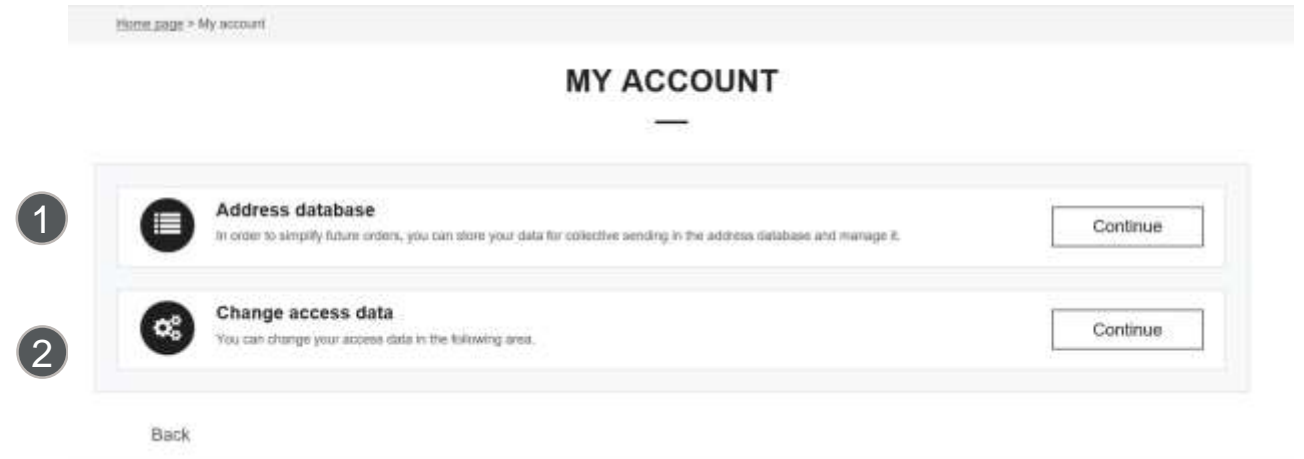 Home page > My account
MY ACCOUNT
1
Address database
In order to simplify future orders, you can store your data for collective sending in the address database and manage it.
Continue
2
Change access data
You can change your access data in the following area.
Continue
Back